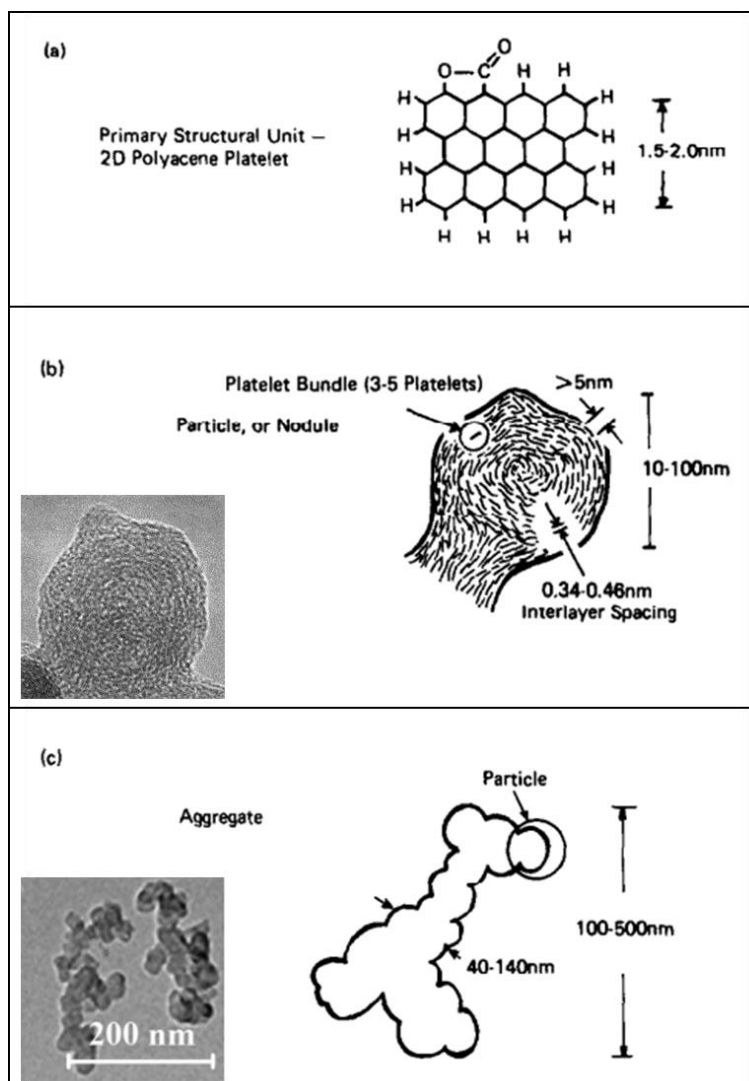 (a)
O
O
C
H
H
H
H
Primary Structural Unit –
2D Polyacene Platelet
H
H
1.5-2.0nm
H
H
H
H
H
H
H
H
(b)
Platelet Bundle (3-5 Platelets)
>5nm
Particle, or Nodule
10-100nm
0.34-0.46nm
Interlayer Spacing
(c)
Particle
Aggregate
100-500nm
40-140nm
200 nm